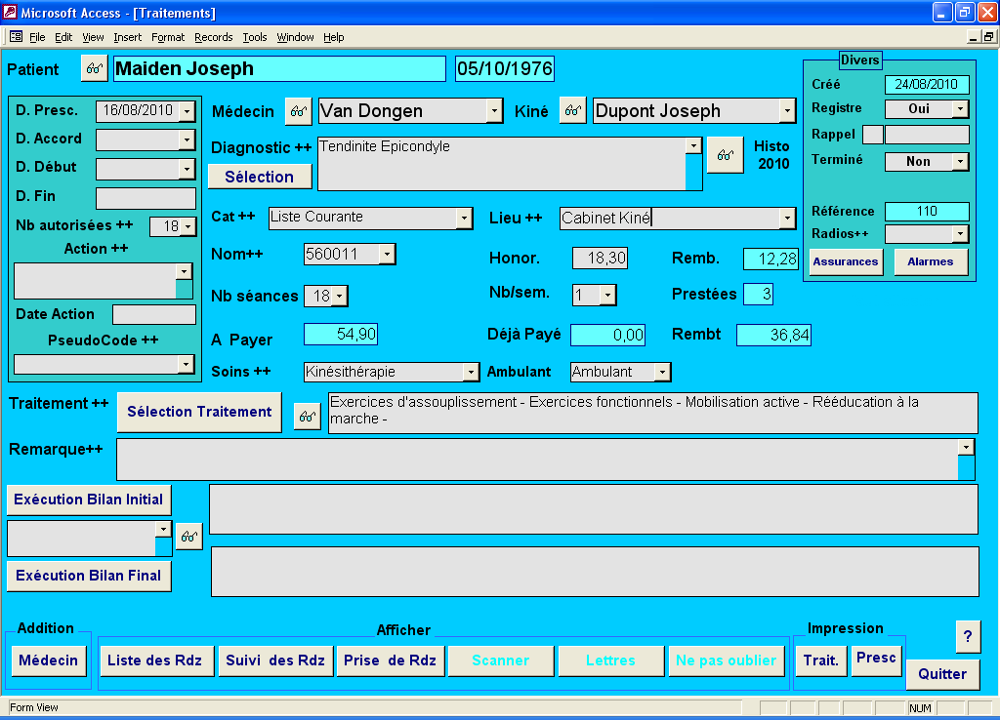 Microsoft Access - [Traitements]
File Edit View Insert Format Records Tools Window Help
Patient Maiden Joseph 05/10/1976
Divers
Créé 24/08/2010
Registre Oui
Rappel
Terminé Non
Référence 110
Radios++
Assurances Alarmes
D. Presc. 16/08/2010
D. Accord
D. Début
D. Fin
Nb autorisées ++ 18
Action ++
Date Action
PseudoCode ++
Médecin Van Dongen Kiné Dupont Joseph
Diagnostic ++ Tendinite Epicondyle
Sélection
Histo
2010
Cat ++ Liste Courante Lieu ++ Cabinet Kiné
Nom++ 560011 Honor. 18,30 Remb. 12,28
Nb séances 18 Nb/sem. 1 Prestées 3
A Payer 54,90 Déjà Payé 0,00 Rembt 36,84
Soins ++ Kinésithérapie Ambulant Ambulant
Traitement ++ Sélection Traitement
Exercices d'assouplissement - Exercices fonctionnels - Mobilisation active - Rééducation à la
marche -
Remarque++
Exécution Bilan Initial
Exécution Bilan Final
Addition
Médecin
Afficher
Liste des Rdz Suivi des Rdz Prise de Rdz Scanner Lettres Ne pas oublier
Impression
Trait. Presc
?
Quitter
Form View NUM